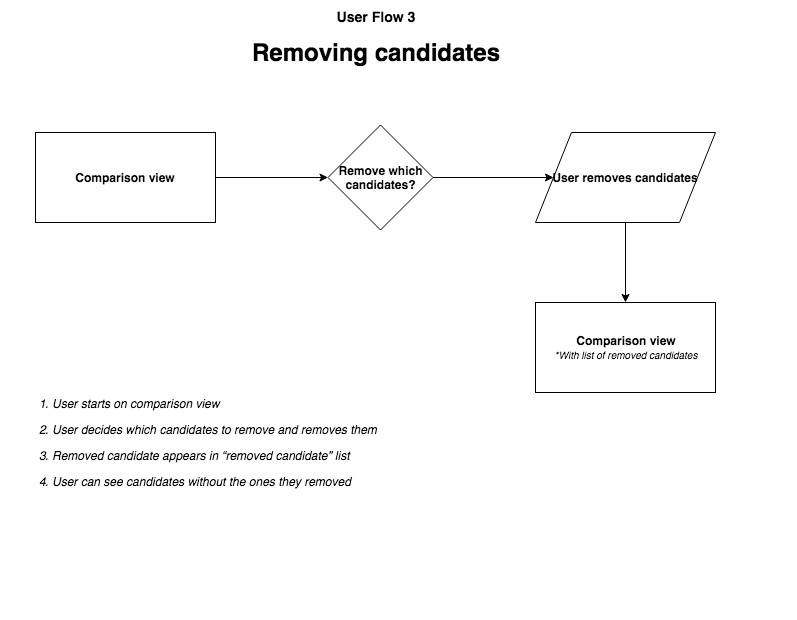 User Flow 3
Removing candidates
Comparison view
Remove which
candidates?
User removes candidates
Comparison view
*With list of removed candidates
1. User starts on comparison view
2. User decides which candidates to remove and removes them
3. Removed candidate appears in “removed candidate” list
4. User can see candidates without the ones they removed